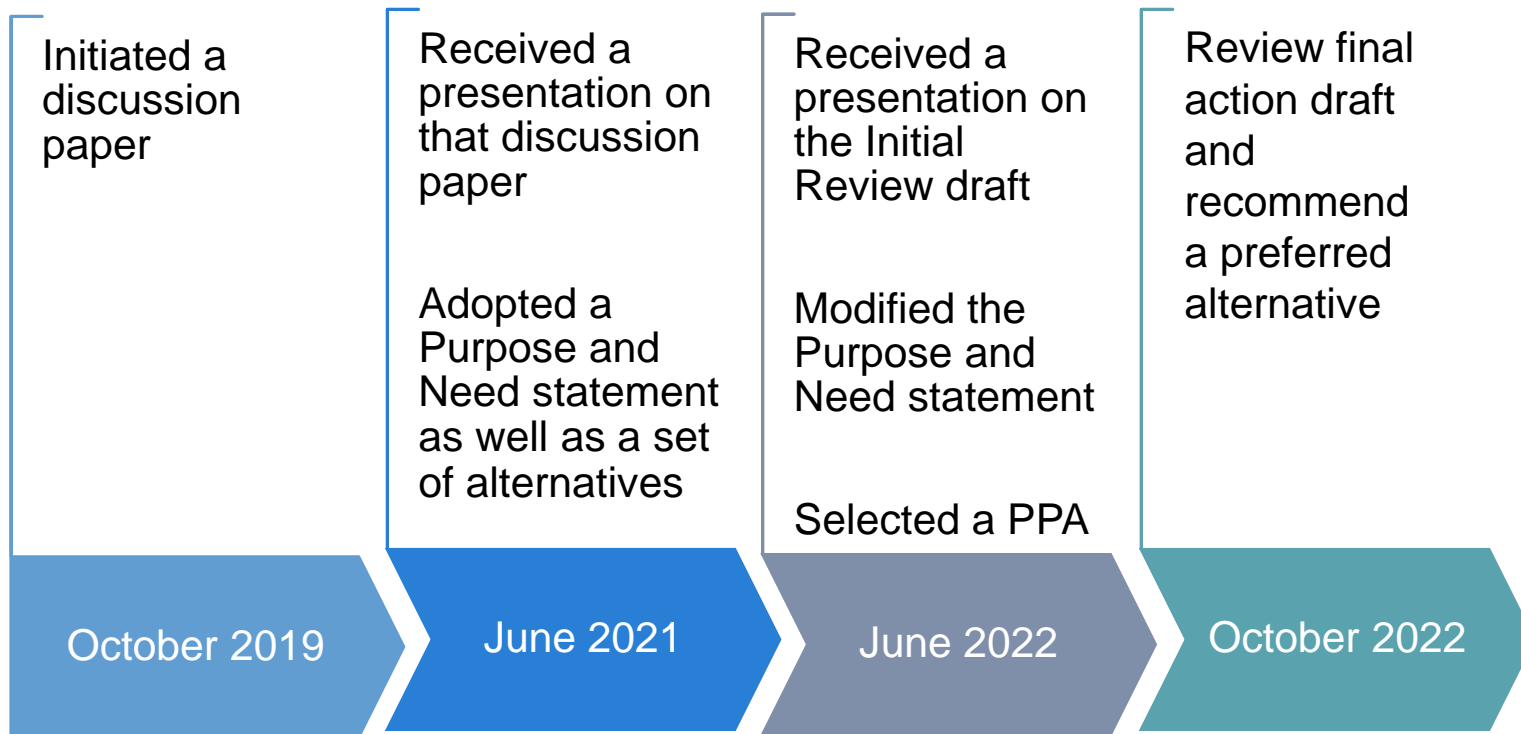 Initiated a
discussion
paper
Received a
presentation on
that discussion
paper
Adopted a
Purpose and
Need statement
as well as a set
of alternatives
Received a
presentation on
the Initial
Review draft
Modified the
Purpose and
Need statement
Selected a PPA
Review final
action draft
and
recommend
a preferred
alternative
October 2019
June 2021
June 2022
October 2022